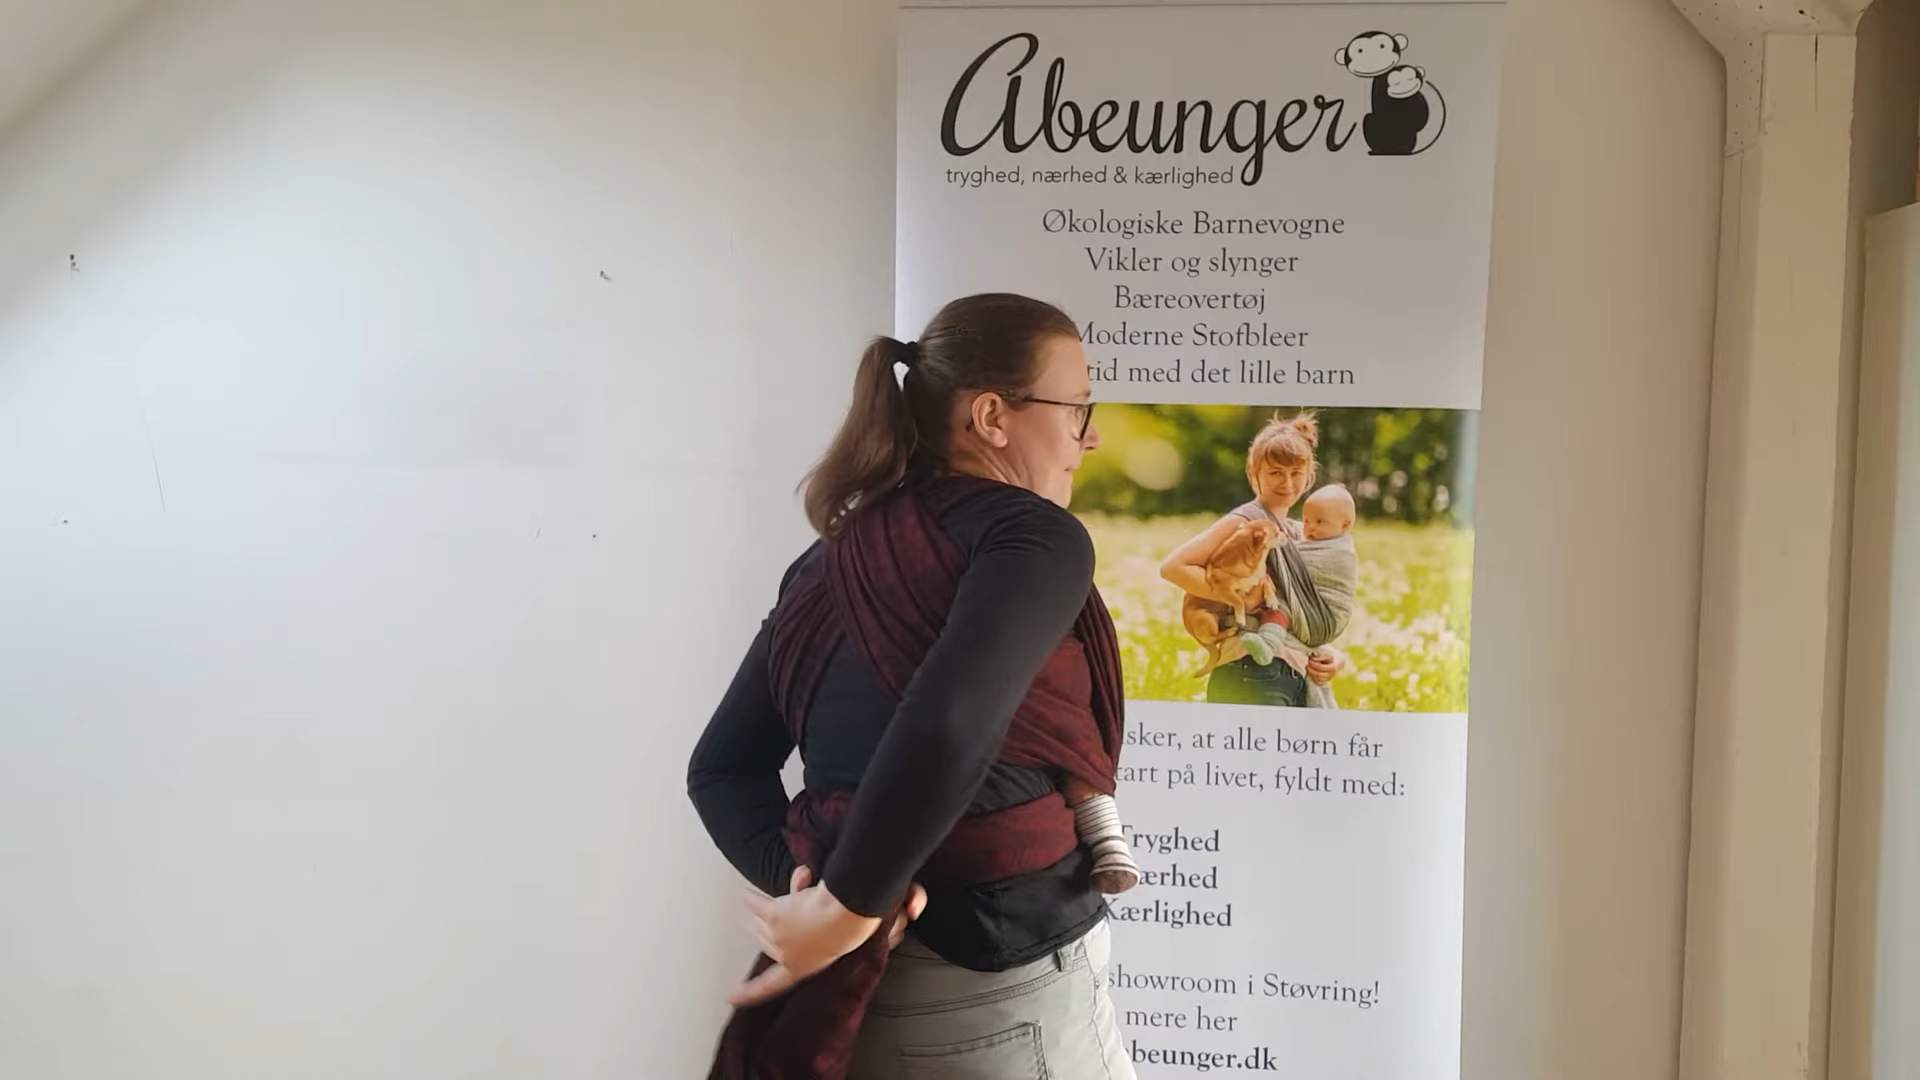 Abeunger
tryghed, nærhed & kærlighed
Økologiske Barnevogne
Vikler og slynger
Bæreovertøj
Moderne Stofbleer
tid med det lille barn
sker, at alle børn får
tart på livet, fyldt med:
Tryghed
ærhed
Kærlighed
showroom i Støvring!
mere her
beunger.dk